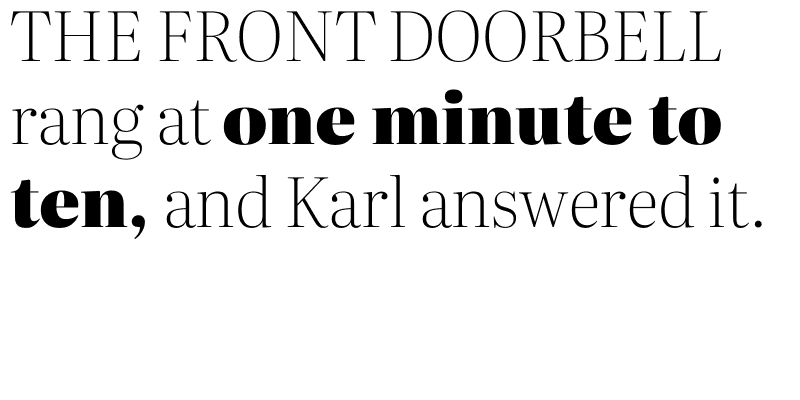 THE FRONT DOORBELL
rang at one minute to
ten, and Karl answered it.